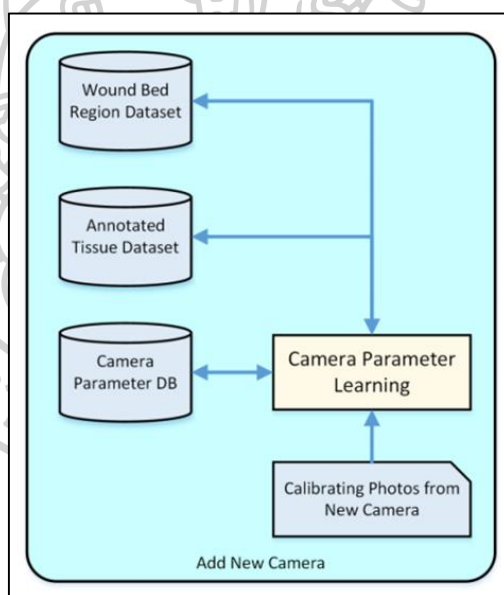 Wound Bed
Region Dataset
Annotated
Tissue Dataset
Camera
Parameter DB
Camera Parameter
Learning
Calibrating Photos from
New Camera
Add New Camera